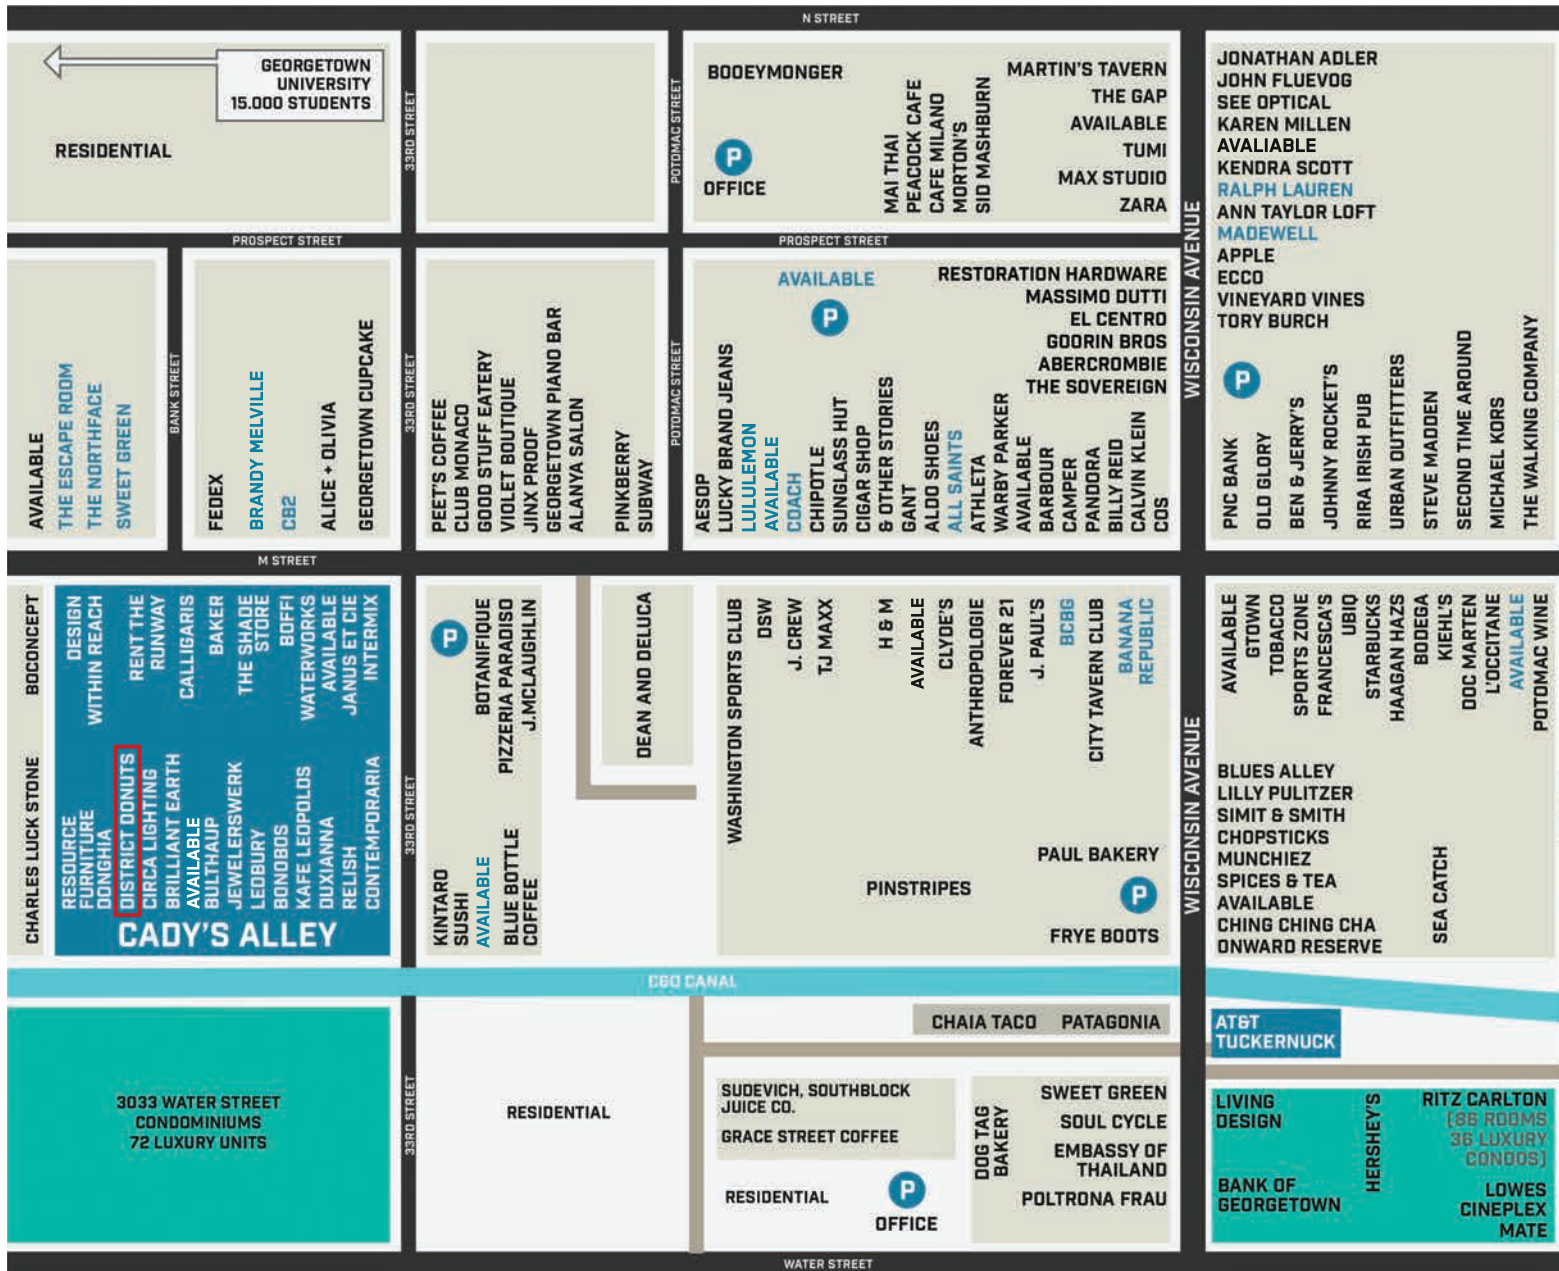 N STREET
GEORGETOWN
UNIVERSITY
15.000 STUDENTS
RESIDENTIAL
33RD STREET
POTOMAC STREET
BOOEYMONGER
P
OFFICE
MAI THAI
PEACOCK CAFE
CAFE MILANO
MORTON'S
SID MASHBURN
MARTIN'S TAVERN
THE GAP
AVAILABLE
TUMI
MAX STUDIO
ZARA
WISCONSIN AVENUE
JONATHAN ADLER
JOHN FLUEVOG
SEE OPTICAL
KAREN MILLEN
AVALIABLE
KENDRA SCOTT
RALPH LAUREN
ANN TAYLOR LOFT
MADEWELL
APPLE
ECCO
VINEYARD VINES
TORY BURCH
P
PNC BANK
OLD GLORY
BEN & JERRY'S
JOHNNY ROCKET'S
RIRA IRISH PUB
URBAN OUTFITTERS
STEVE MADDEN
SECOND TIME AROUND
MICHAEL KORS
THE WALKING COMPANY
PROSPECT STREET
PROSPECT STREET
AVAILABLE
THE ESCAPE ROOM
THE NORTHFACE
SWEET GREEN
BANK STREET
FEDEX
BRANDY MELVILLE
CB2
ALICE + OLIVIA
GEORGETOWN CUPCAKE
33RD STREET
PEET'S COFFEE
CLUB MONACO
GOOD STUFF EATERY
VIOLET BOUTIQUE
JINX PROOF
GEORGETOWN PIANO BAR
ALANYA SALON
PINKBERRY
SUBWAY
POTOMAC STREET
AVAILABLE
P
RESTORATION HARDWARE
MASSIMO DUTTI
EL CENTRO
GOORIN BROS
ABERCROMBIE
THE SOVEREIGN
AESOP
LUCKY BRAND JEANS
LULULEMON
AVAILABLE
COACH
CHIPOTLE
SUNGLASS HUT
CIGAR SHOP
& OTHER STORIES
GANT
ALDO SHOES
ALL SAINTS
ATHLETA
WARBY PARKER
AVAILABLE
BARBOUR
CAMPER
PANDORA
BILLY REID
CALVIN KLEIN
COS
M STREET
BOCONCEPT
CHARLES LUCK STONE
DESIGN
WITHIN REACH
RENT THE
RUNWAY
CALLIGARIS
BAKER
THE SHADE
STORE
BOFFI
WATERWORKS
AVAILABLE
JANUS ET CIE
INTERMIX
RESOURCE
FURNITURE
DONGHIA
DISTRICT DONUTS
CIRCA LIGHTING
BRILLIANT EARTH
AVAILABLE
BULTHAUP
JEWELERSWERK
LEDBURY
BONOBOS
KAFE LEOPOLDS
DUXIANNA
RELISH
CONTEMPORARIA
CADY'S ALLEY
33RD STREET
P
BOTANIFIQUE
PIZZERIA PARADISO
J.MCLAUGHLIN
KINTARO
SUSHI
AVAILABLE
BLUE BOTTLE
COFFEE
DEAN AND DELUCA
WASHINGTON SPORTS CLUB
DSW
J. CREW
TJ MAXX
H & M
AVAILABLE
CLYDE'S
ANTHROPOLOGIE
FOREVER 21
J. PAUL'S
BCBG
CITY TAVERN CLUB
BANANA
REPUBLIC
PINSTRIPES
PAUL BAKERY
P
FRYE BOOTS
WISCONSIN AVENUE
AVAILABLE
GTOWN
TOBACCO
SPORTS ZONE
FRANCESCA'S
UBIQ
STARBUCKS
HAAGAN HAZS
BODEGA
KIEHL'S
DOC MARTEN
L'OCCITANE
AVAILABLE
POTOMAC WINE
BLUES ALLEY
LILLY PULITZER
SIMIT & SMITH
CHOPSTICKS
MUNCHIEZ
SPICES & TEA
AVAILABLE
CHING CHING CHA
ONWARD RESERVE
SEA CATCH
C&O CANAL
3033 WATER STREET
CONDOMINIUMS
72 LUXURY UNITS
33RD STREET
RESIDENTIAL
CHAIA TACO PATAGONIA
SUDEVICH, SOUTHBLOCK
JUICE CO.
GRACE STREET COFFEE
RESIDENTIAL
P
OFFICE
DOG TAG
BAKERY
SWEET GREEN
SOUL CYCLE
EMBASSY OF
THAILAND
POLTRONA FRAU
AT&T
TUCKERNUCK
LIVING
DESIGN
BANK OF
GEORGETOWN
HERSHEY'S
RITZ CARLTON
(86 ROOMS
36 LUXURY
CONDOS)
LOWES
CINEPLEX
MATE
WATER STREET